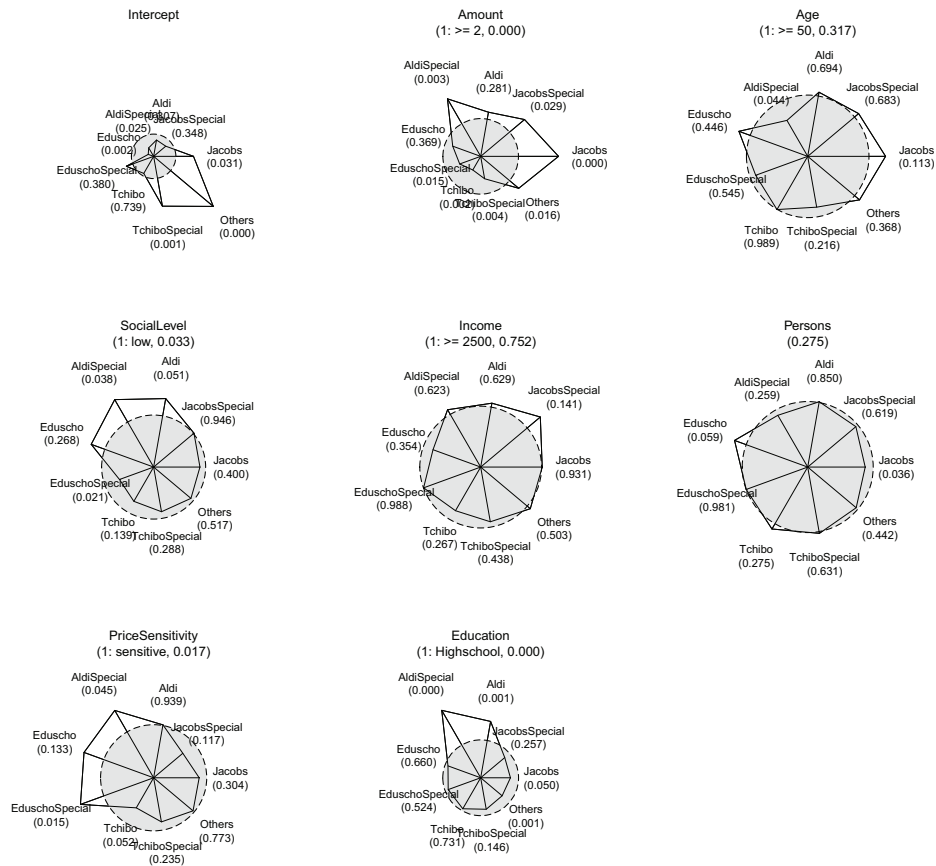 Intercept
Aldi
AldiSpecial
(0.025)
JacobsSpecial
(0.348)
Eduscho
(0.002)
Jacobs
(0.031)
EduschoSpecial
(0.380)
Tchibo
(0.739)
Others
(0.000)
TchiboSpecial
(0.001)
Amount
(1: >= 2, 0.000)
AldiSpecial
(0.003)
Aldi
(0.281)
JacobsSpecial
(0.029)
Eduscho
(0.369)
Jacobs
(0.000)
EduschoSpecial
(0.015)
Tchibo
(0.002)
TchiboSpecial
(0.004)
Others
(0.016)
Age
(1: >= 50, 0.317)
Aldi
(0.694)
AldiSpecial
(0.044)
JacobsSpecial
(0.683)
Eduscho
(0.446)
Jacobs
(0.113)
EduschoSpecial
(0.545)
Others
(0.368)
Tchibo
(0.989)
TchiboSpecial
(0.216)
SocialLevel
(1: low, 0.033)
AldiSpecial
(0.038)
Aldi
(0.051)
JacobsSpecial
(0.946)
Eduscho
(0.268)
Jacobs
(0.400)
EduschoSpecial
(0.021)
Others
(0.517)
Tchibo
(0.139)
TchiboSpecial
(0.288)
Income
(1: >= 2500, 0.752)
Aldi
(0.629)
AldiSpecial
(0.623)
JacobsSpecial
(0.141)
Eduscho
(0.354)
Jacobs
(0.931)
EduschoSpecial
(0.988)
Others
(0.503)
Tchibo
(0.267)
TchiboSpecial
(0.438)
Persons
(0.275)
Aldi
(0.850)
AldiSpecial
(0.259)
JacobsSpecial
(0.619)
Eduscho
(0.059)
Jacobs
(0.036)
EduschoSpecial
(0.981)
Others
(0.442)
Tchibo
(0.275)
TchiboSpecial
(0.631)
PriceSensitivity
(1: sensitive, 0.017)
AldiSpecial
(0.045)
Aldi
(0.939)
JacobsSpecial
(0.117)
Eduscho
(0.133)
Jacobs
(0.304)
EduschoSpecial
(0.015)
Others
(0.773)
Tchibo
(0.052)
TchiboSpecial
(0.235)
Education
(1: Highschool, 0.000)
AldiSpecial
(0.000)
Aldi
(0.001)
JacobsSpecial
(0.257)
Eduscho
(0.660)
Jacobs
(0.050)
EduschoSpecial
(0.524)
Others
(0.001)
Tchibo
(0.731)
TchiboSpecial
(0.146)